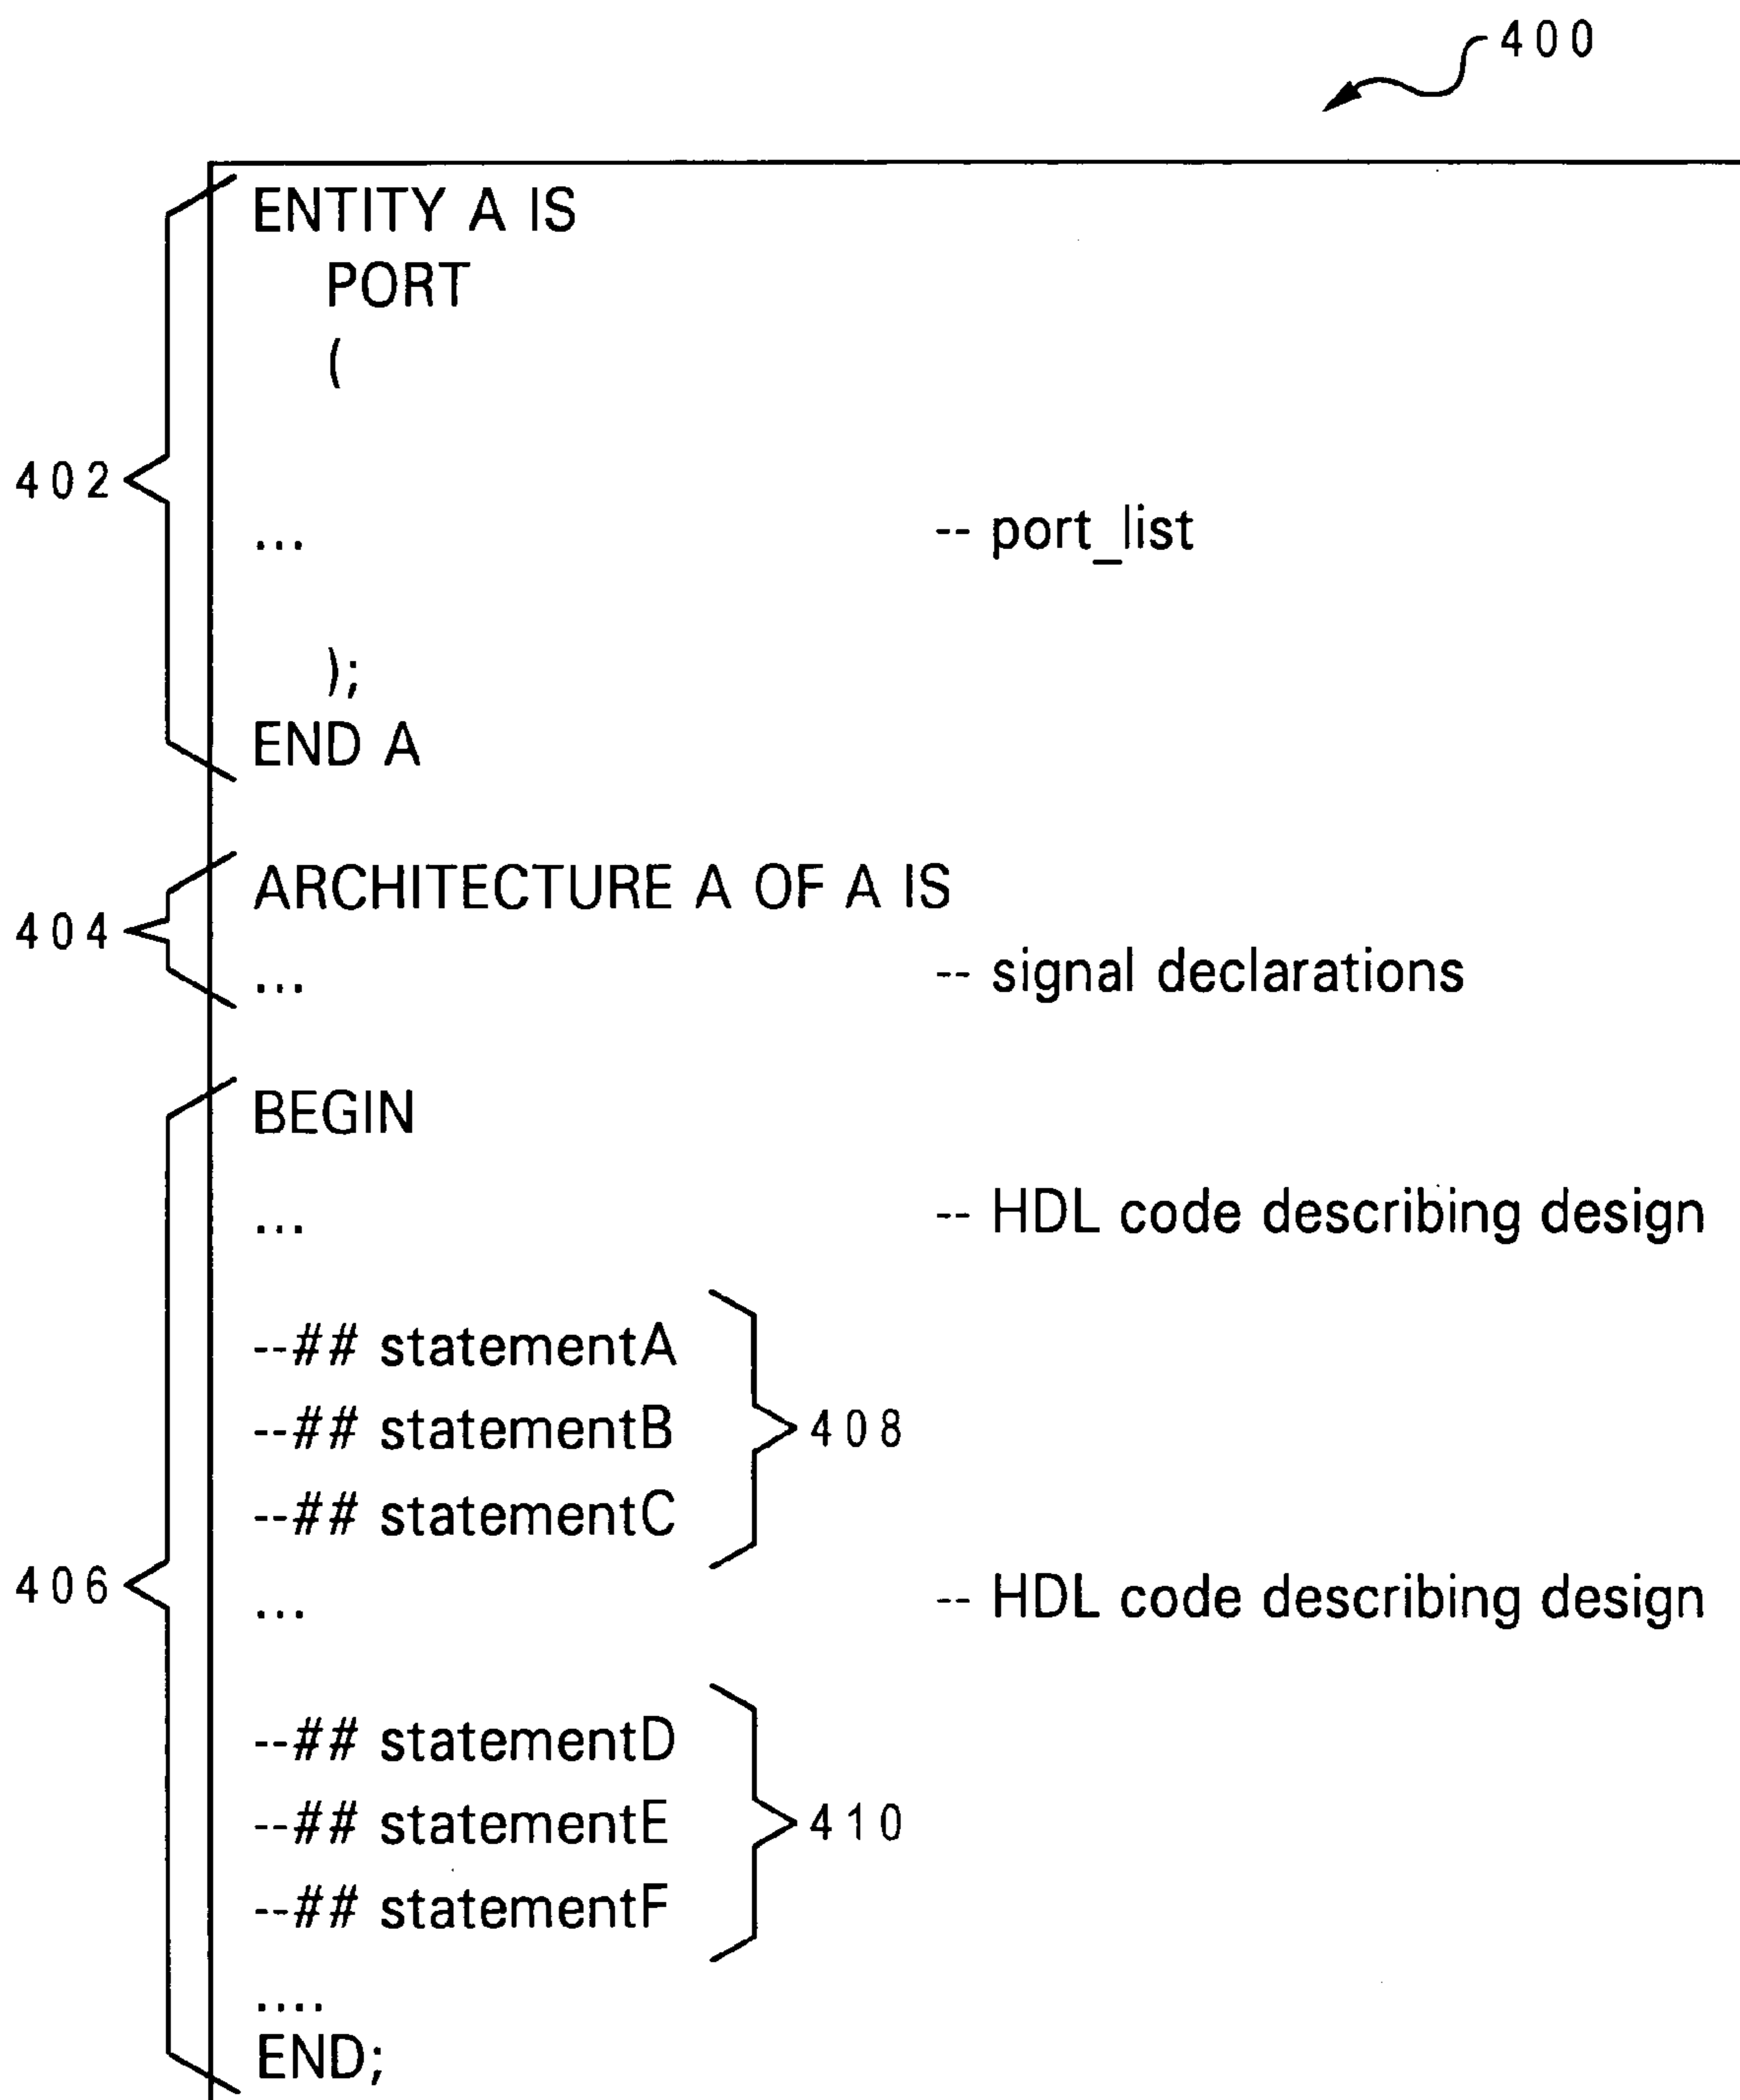 400
ENTITY A IS
PORT
(
402
... -- port_list
);
END A
ARCHITECTURE A OF A IS
404
... -- signal declarations
BEGIN
... -- HDL code describing design
--## statementA
--## statementB 408
--## statementC
406
... -- HDL code describing design
--## statementD
--## statementE 410
--## statementF
....
END;